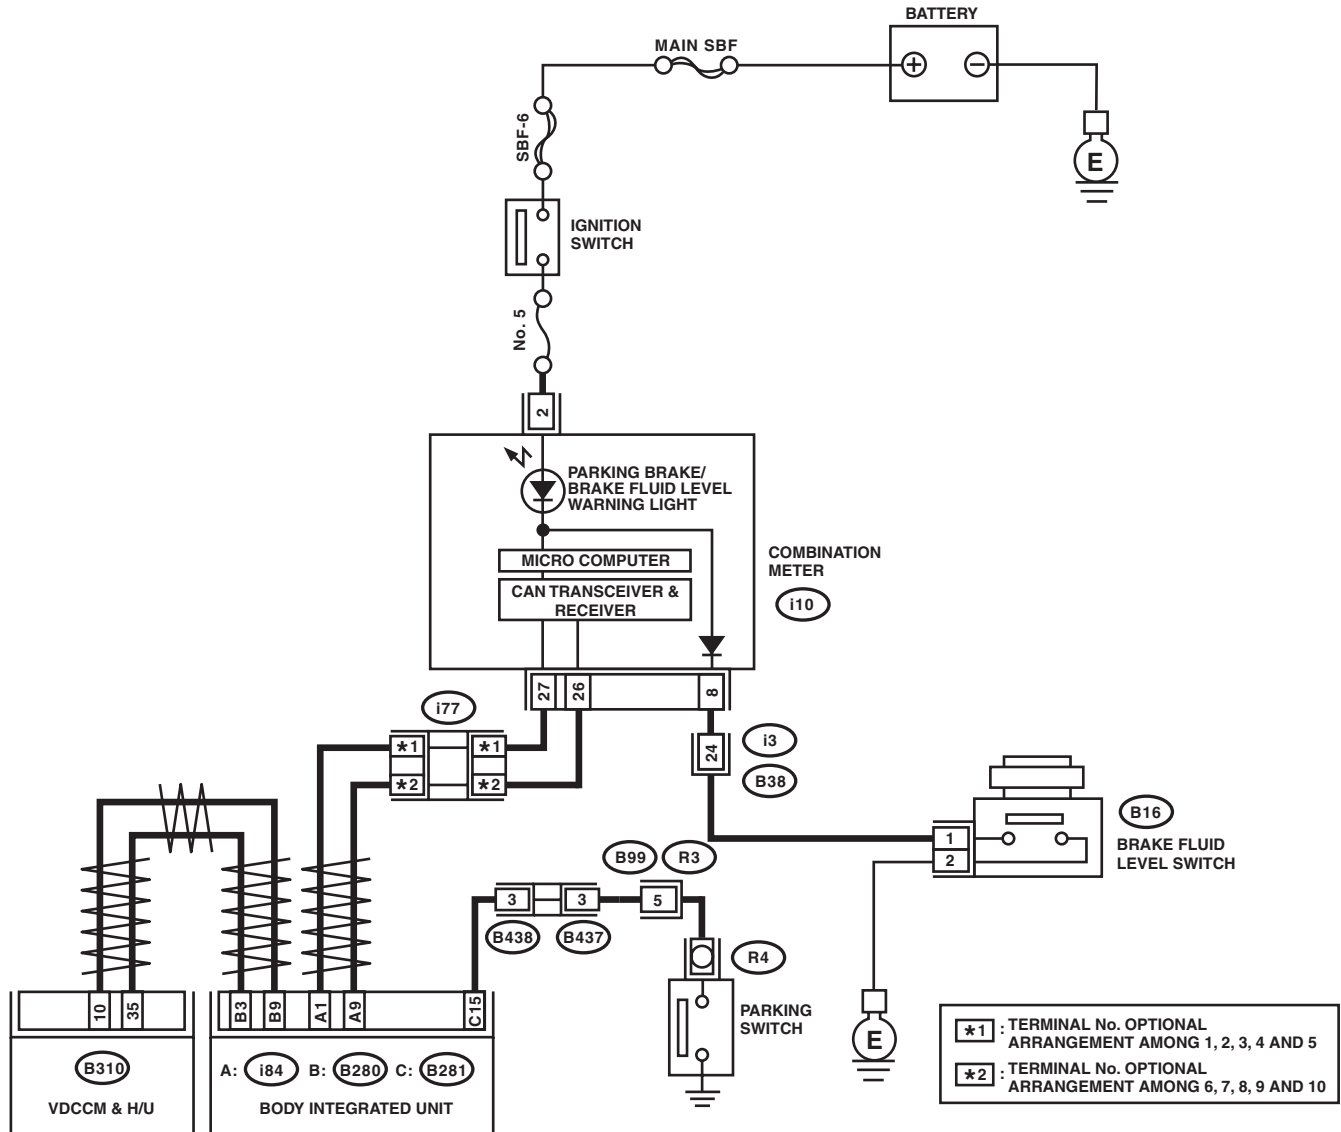 BATTERY
MAIN SBF
+
−
E
SBF-6
IGNITION
SWITCH
No. 5
2
PARKING BRAKE/
BRAKE FLUID LEVEL
WARNING LIGHT
MICRO COMPUTER
CAN TRANSCEIVER &
RECEIVER
COMBINATION
METER
i10
27
26
8
i77
*1
*1
*2
*2
24
i3
B38
1
2
B16
BRAKE FLUID
LEVEL SWITCH
B99
R3
3
3
5
B438
B437
R4
PARKING
SWITCH
E
10
35
B3
B9
A1
A9
C15
B310
VDCCM & H/U
A: i84 B: B280 C: B281
BODY INTEGRATED UNIT
*1 : TERMINAL No. OPTIONAL
ARRANGEMENT AMONG 1, 2, 3, 4 AND 5
*2 : TERMINAL No. OPTIONAL
ARRANGEMENT AMONG 6, 7, 8, 9 AND 10